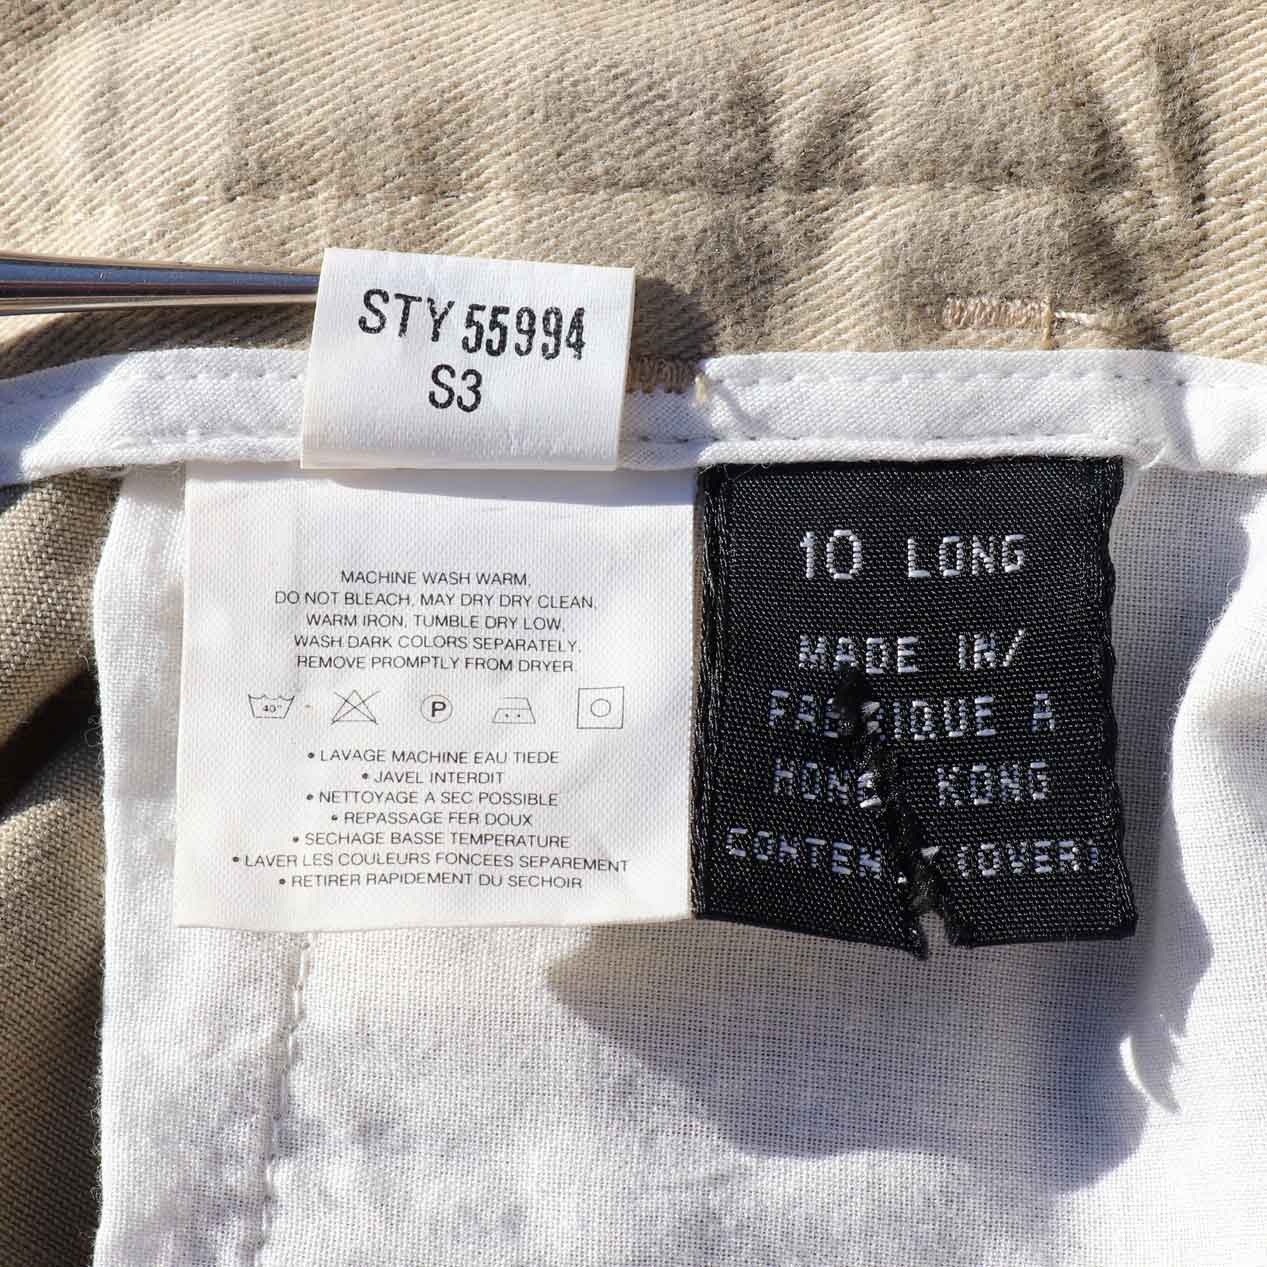 STY 55994
S3
MACHINE WASH WARM,
DO NOT BLEACH, MAY DRY DRY CLEAN,
WARM IRON, TUMBLE DRY LOW,
WASH DARK COLORS SEPARATELY,
REMOVE PROMPTLY FROM DRYER.
40° P
• LAVAGE MACHINE EAU TIEDE
• JAVEL INTERDIT
• NETTOYAGE A SEC POSSIBLE
• REPASSAGE FER DOUX
• SECHAGE BASSE TEMPERATURE
• LAVER LES COULEURS FONCEES SEPAREMENT
• RETIRER RAPIDEMENT DU SECHOIR
10 LONG
MADE IN/
FABRIQUE A
HONG KONG
(OVER)